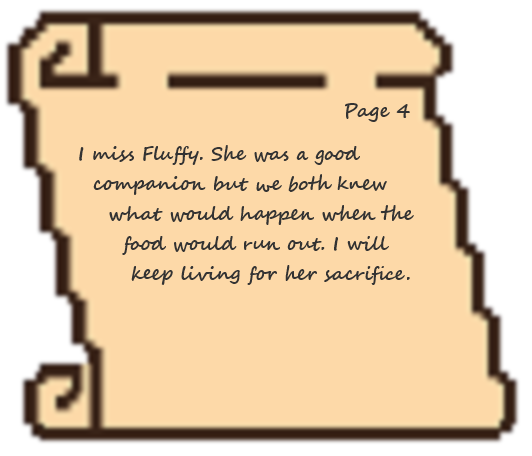 Page 4
I miss Fluffy. She was a good
companion but we both knew
what would happen when the
food would run out. I will
keep living for her sacrifice.